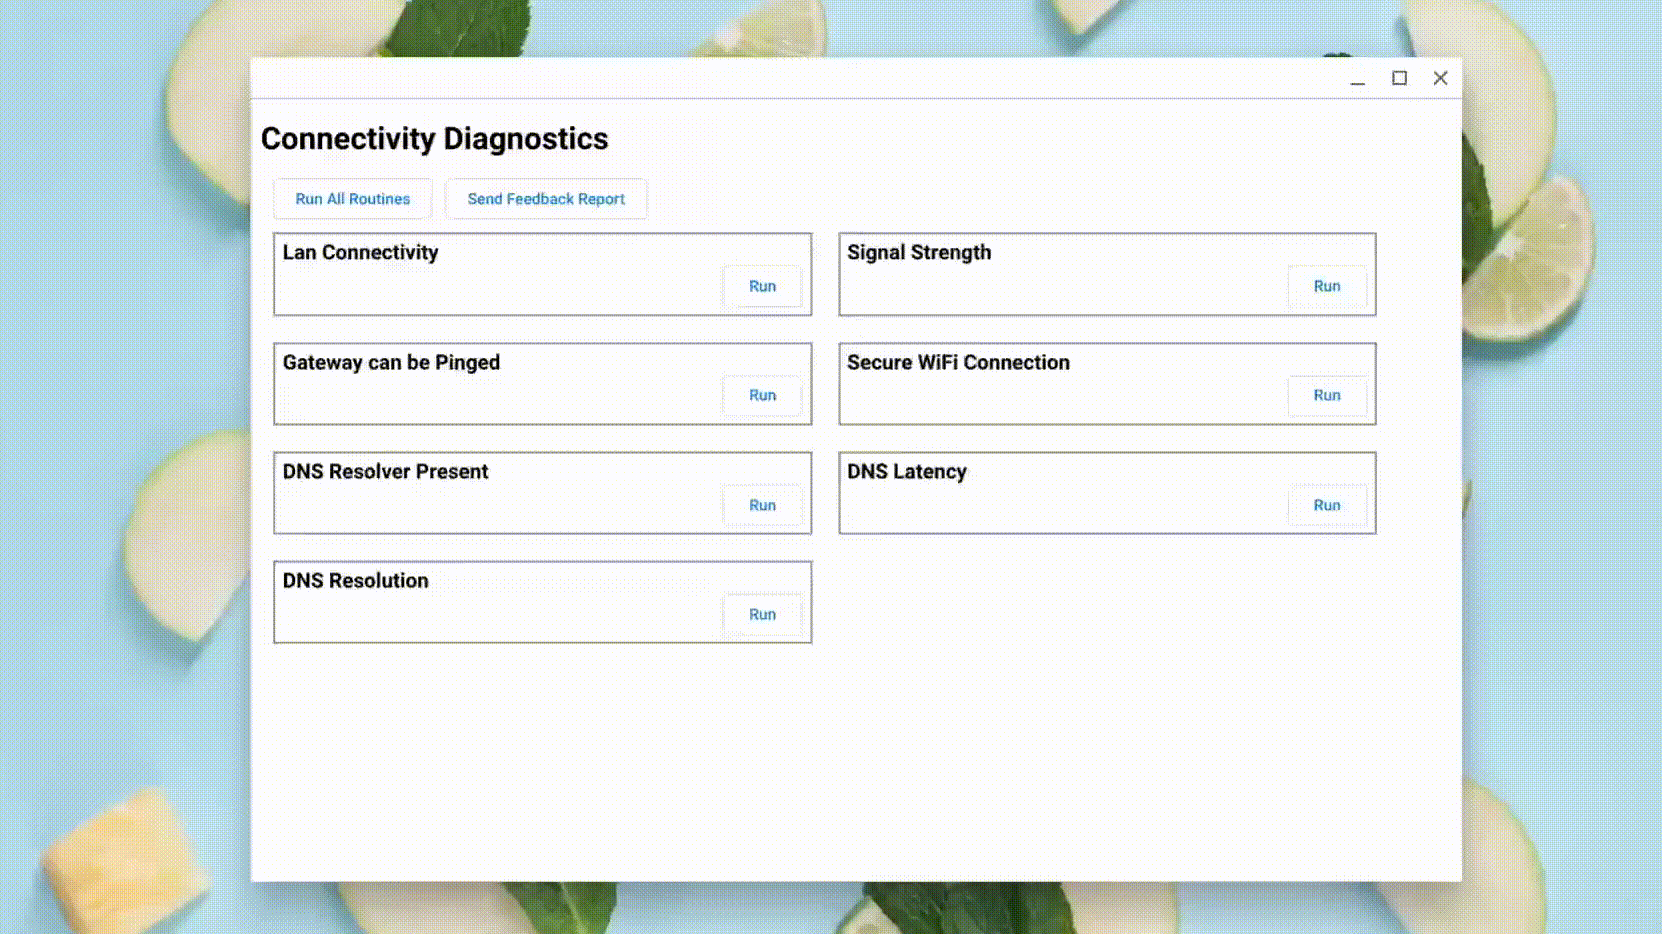 Connectivity Diagnostics
Run All Routines
Send Feedback Report
Lan Connectivity
Run
Signal Strength
Run
Gateway can be Pinged
Run
Secure WiFi Connection
Run
DNS Resolver Present
Run
DNS Latency
Run
DNS Resolution
Run